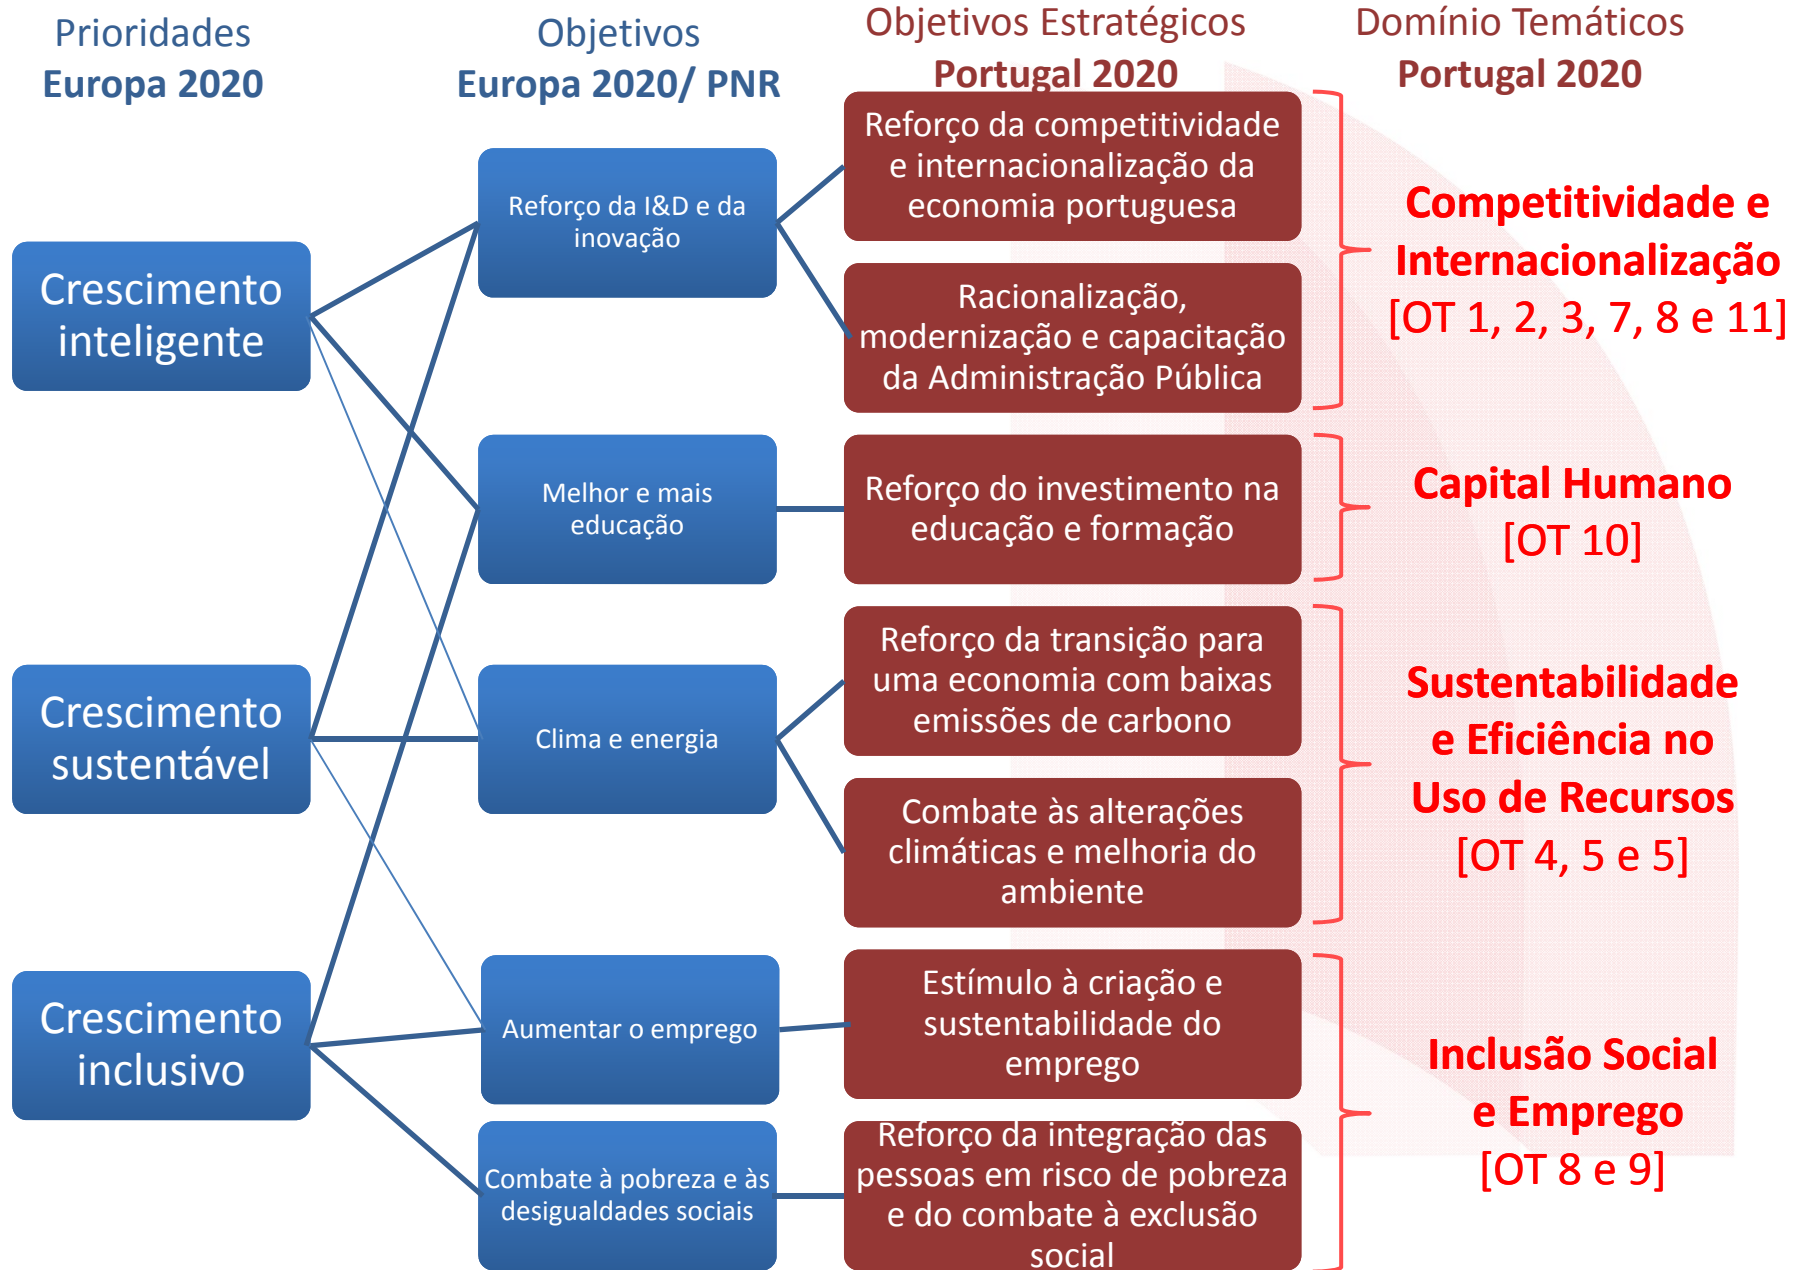 Prioridades
Europa 2020
Objetivos
Europa 2020/ PNR
Objetivos Estratégicos
Portugal 2020
Domínio Temáticos
Portugal 2020
Crescimento
inteligente
Crescimento
sustentável
Crescimento
inclusivo
Reforço da I&D e da
inovação
Melhor e mais
educação
Clima e energia
Aumentar o emprego
Combate à pobreza e às
desigualdades sociais
Reforço da competitividade
e internacionalização da
economia portuguesa
Racionalização,
modernização e capacitação
da Administração Pública
Reforço do investimento na
educação e formação
Reforço da transição para
uma economia com baixas
emissões de carbono
Combate às alterações
climáticas e melhoria do
ambiente
Estímulo à criação e
sustentabilidade do
emprego
Reforço da integração das
pessoas em risco de pobreza
e do combate à exclusão
social
Competitividade e
Internacionalização
[OT 1, 2, 3, 7, 8 e 11]
Capital Humano
[OT 10]
Sustentabilidade
e Eficiência no
Uso de Recursos
[OT 4, 5 e 5]
Inclusão Social
e Emprego
[OT 8 e 9]